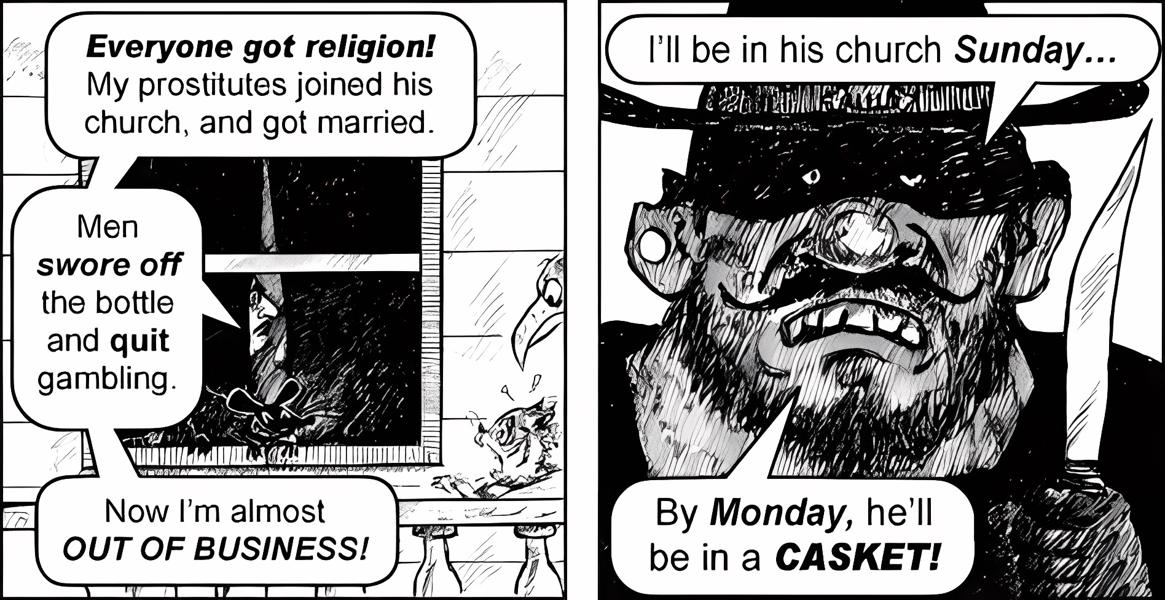 Everyone got religion!
My prostitutes joined his
church, and got married.
Men
swore off
the bottle
and quit
gambling.
Now I'm almost
OUT OF BUSINESS!
I'll be in his church Sunday...
By Monday, he'll
be in a CASKET!